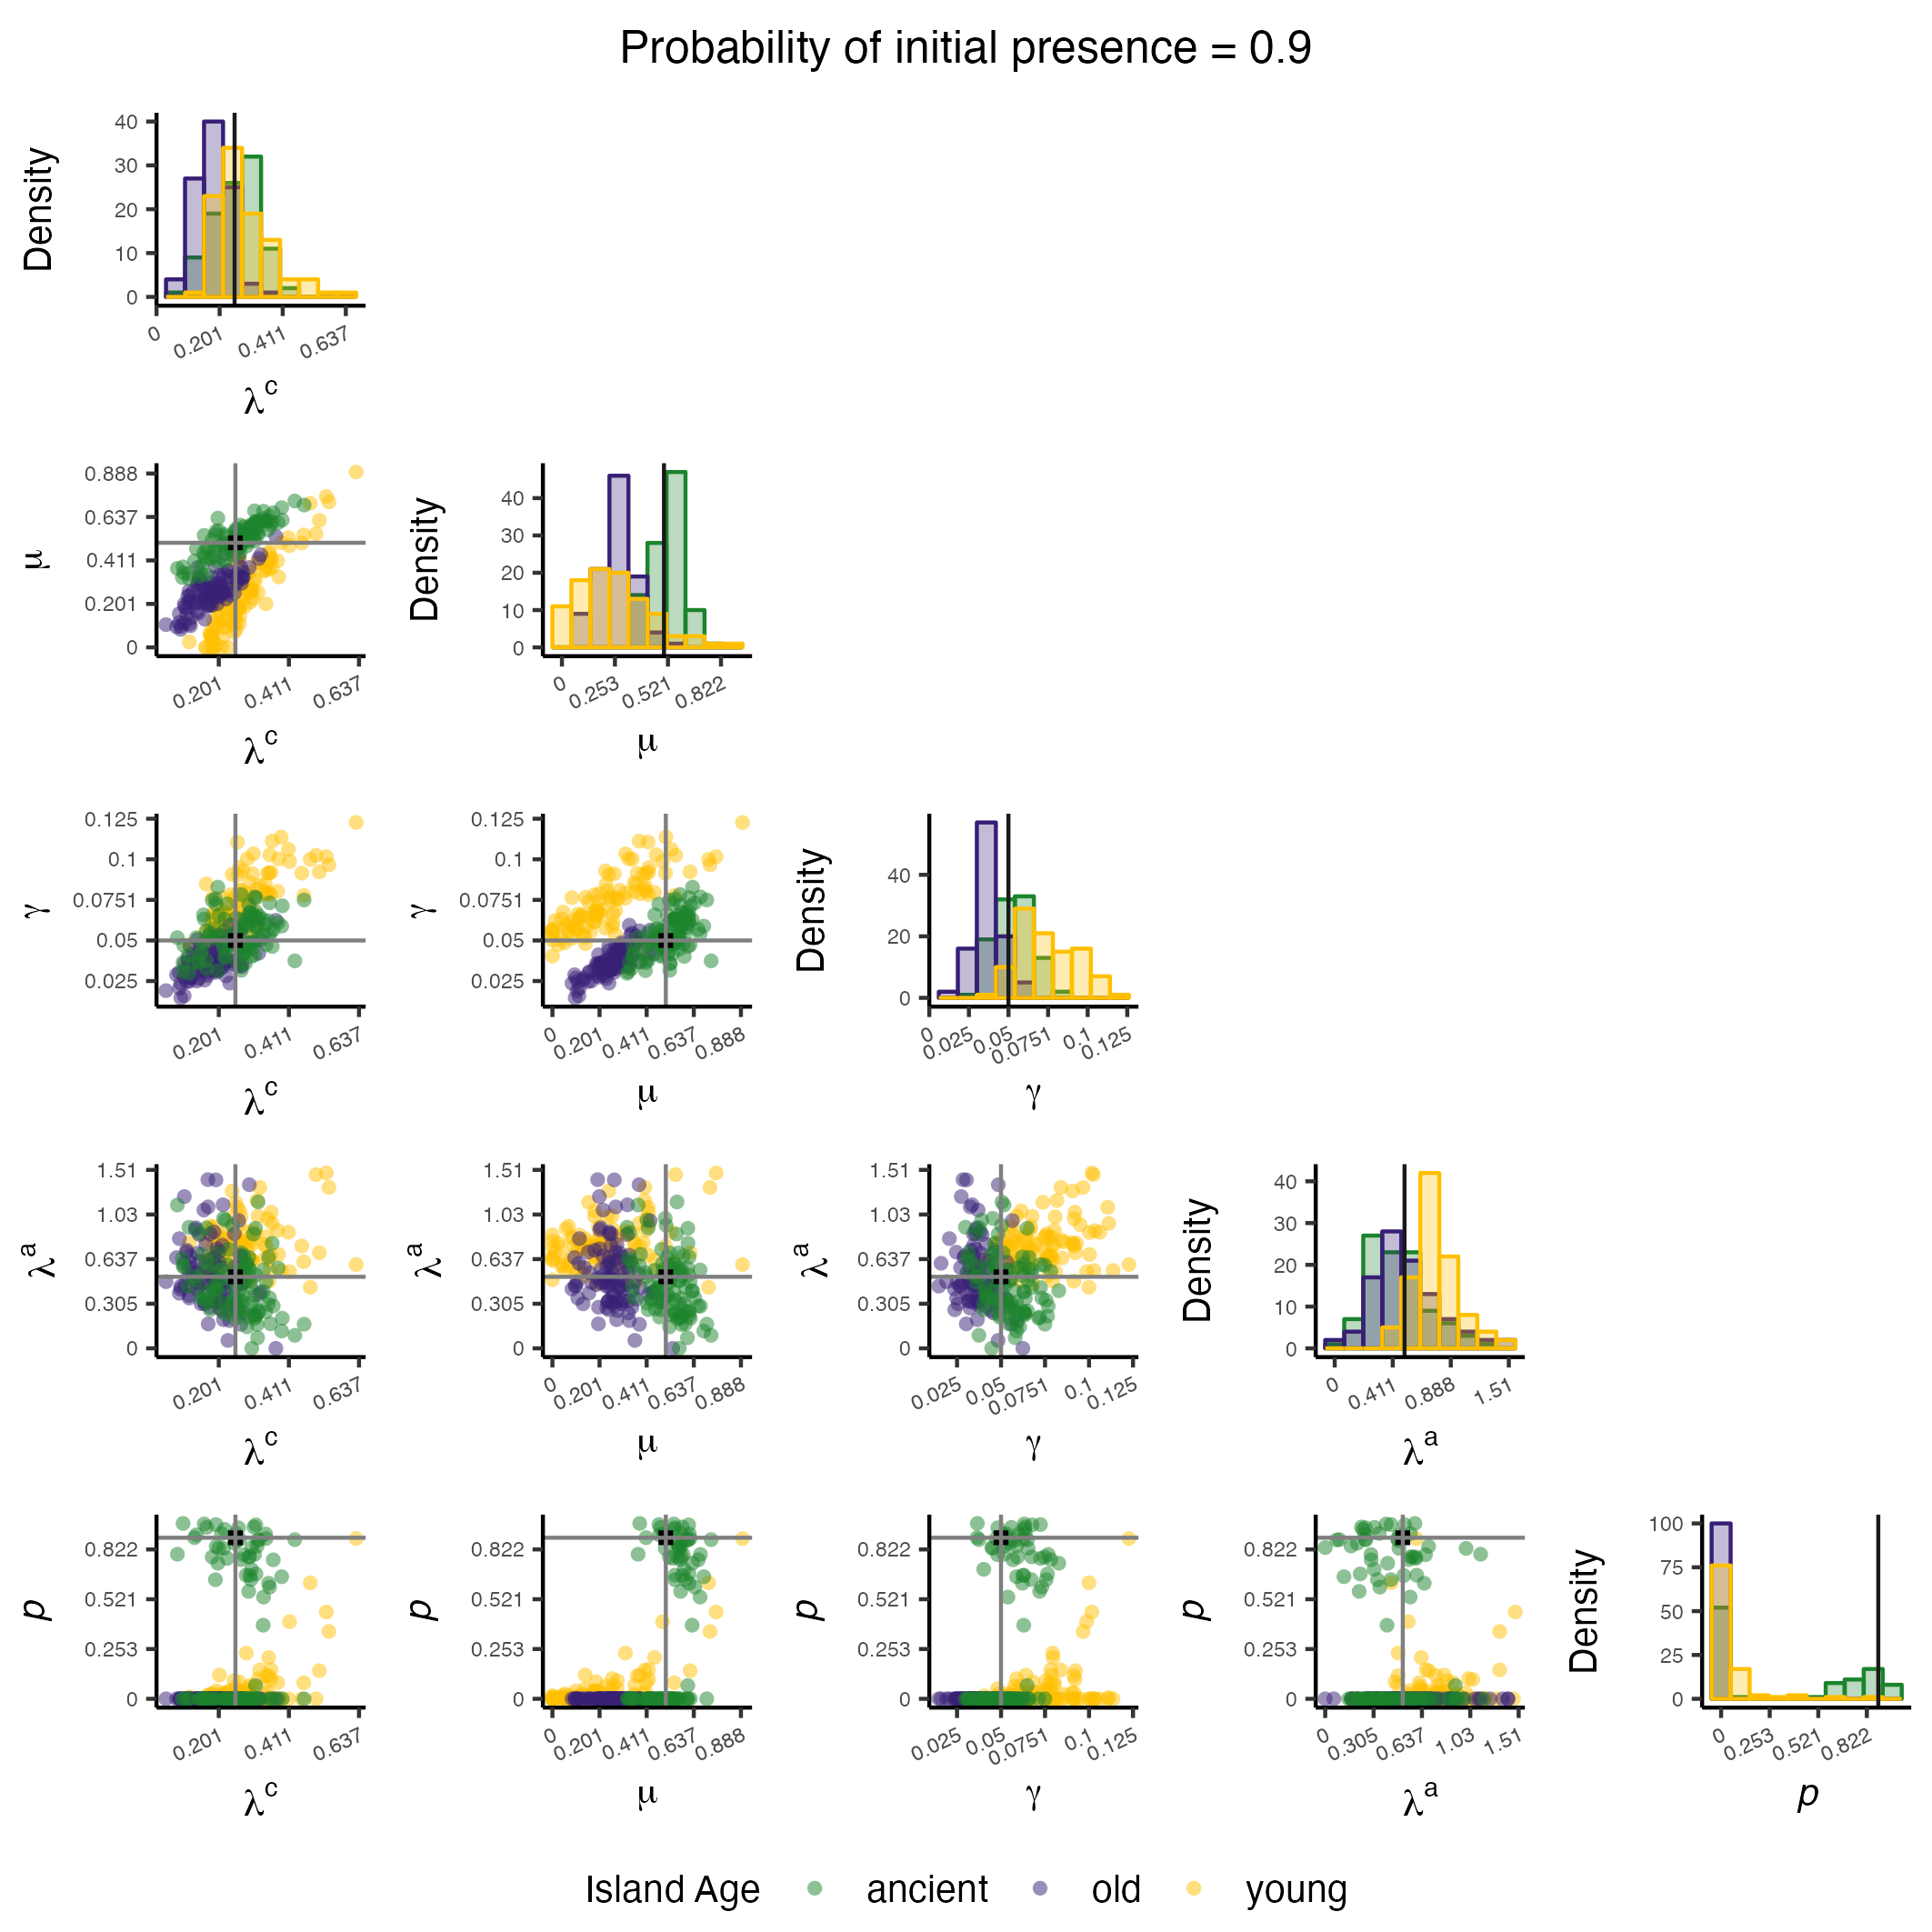 Probability of initial presence = 0.9
Density
40
30
20
10
0
0 0.201 0.411 0.637
λc
μ
0.888
0.637
0.411
0.201
0
0.201 0.411 0.637
λc
Density
40
30
20
10
0
0 0.253 0.521 0.822
μ
γ
0.125
0.1
0.0751
0.05
0.025
0.201 0.411 0.637
λc
γ
0.125
0.1
0.0751
0.05
0.025
0 0.201 0.411 0.637 0.888
μ
Density
40
20
0
0 0.025 0.05 0.0751 0.1 0.125
γ
λa
1.51
1.03
0.637
0.305
0
0.201 0.411 0.637
λc
λa
1.51
1.03
0.637
0.305
0
0 0.201 0.411 0.637 0.888
μ
λa
1.51
1.03
0.637
0.305
0
0.025 0.05 0.0751 0.1 0.125
γ
Density
40
30
20
10
0
0 0.411 0.888 1.51
λa
p
0.822
0.521
0.253
0
0.201 0.411 0.637
λc
p
0.822
0.521
0.253
0
0 0.201 0.411 0.637 0.888
μ
p
0.822
0.521
0.253
0
0.025 0.05 0.0751 0.1 0.125
γ
p
0.822
0.521
0.253
0
0 0.305 0.637 1.03 1.51
λa
Density
100
75
50
25
0
0 0.253 0.521 0.822
p
Island Age ancient old young